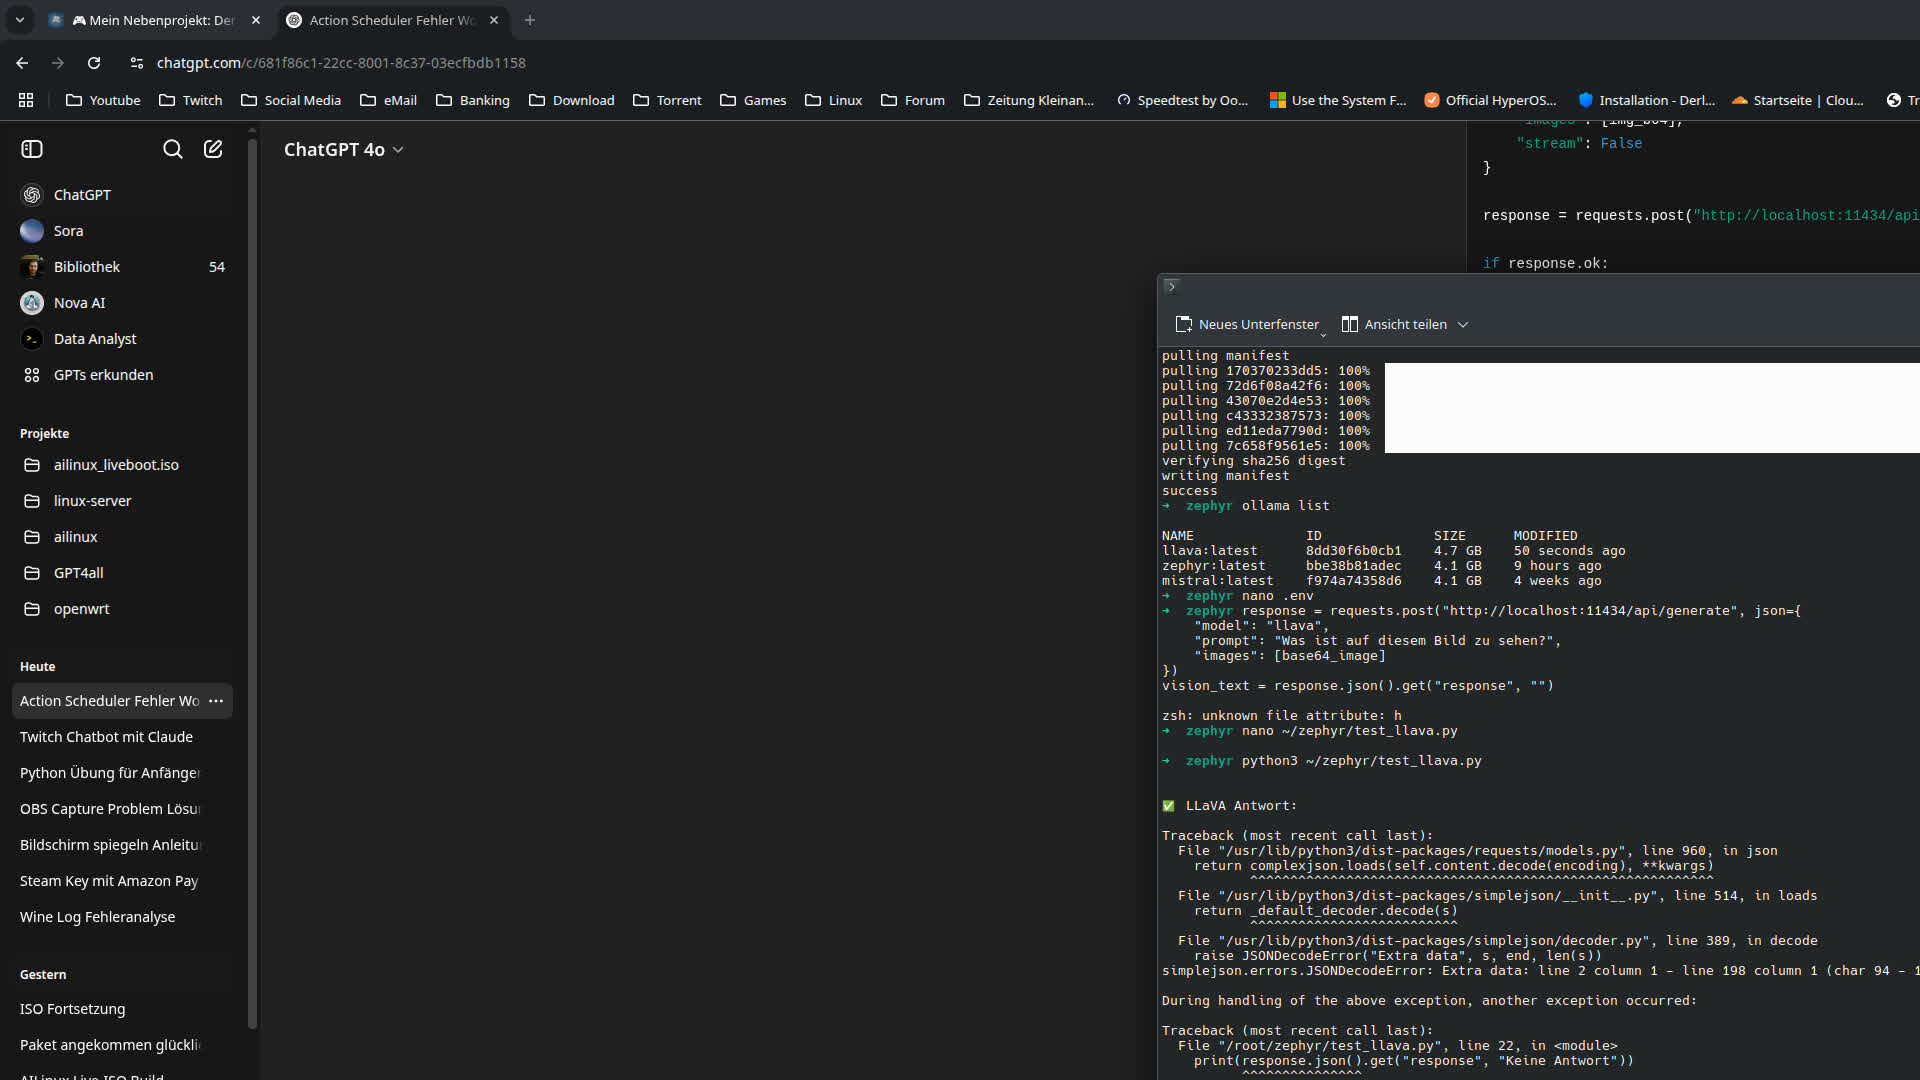 🎮 Mein Nebenprojekt: Der
Action Scheduler Fehler Wo
chatgpt.com/c/681f86c1-22cc-8001-8c37-03ecfbdb1158
Youtube
Twitch
Social Media
eMail
Banking
Download
Torrent
Games
Linux
Forum
Zeitung Kleinan...
Speedtest by Oo...
Use the System F...
Official HyperOS...
Installation - Derl...
Startseite | Clou...
Tr
ChatGPT 4o
ChatGPT
Sora
Bibliothek 54
Nova AI
Data Analyst
GPTs erkunden
Projekte
ailinux_liveboot.iso
linux-server
ailinux
GPT4all
openwrt
Heute
Action Scheduler Fehler Wo
Twitch Chatbot mit Claude
Python Übung für Anfänger
OBS Capture Problem Lösu
Bildschirm spiegeln Anleitu
Steam Key mit Amazon Pay
Wine Log Fehleranalyse
Gestern
ISO Fortsetzung
Paket angekommen glückli
AILinux Live ISO Build
"images": [img_b64],
"stream": False
}
response = requests.post("http://localhost:11434/api
if response.ok:
Neues Unterfenster
Ansicht teilen
pulling manifest
pulling 170370233dd5: 100%
pulling 72d6f08a42f6: 100%
pulling 43070e2d4e53: 100%
pulling c43332387573: 100%
pulling ed11eda7790d: 100%
pulling 7c658f9561e5: 100%
verifying sha256 digest
writing manifest
success
➜ zephyr ollama list
NAME ID SIZE MODIFIED
llava:latest 8dd30f6b0cb1 4.7 GB 50 seconds ago
zephyr:latest bbe38b81adec 4.1 GB 9 hours ago
mistral:latest f974a74358d6 4.1 GB 4 weeks ago
➜ zephyr nano .env
➜ zephyr response = requests.post("http://localhost:11434/api/generate", json={
"model": "llava",
"prompt": "Was ist auf diesem Bild zu sehen?",
"images": [base64_image]
})
vision_text = response.json().get("response", "")
zsh: unknown file attribute: h
➜ zephyr nano ~/zephyr/test_llava.py
➜ zephyr python3 ~/zephyr/test_llava.py
✅ LLaVA Antwort:
Traceback (most recent call last):
File "/usr/lib/python3/dist-packages/requests/models.py", line 960, in json
return complexjson.loads(self.content.decode(encoding), **kwargs)
^^^^^^^^^^^^^^^^^^^^^^^^^^^^^^^^^^^^^^^^^^^^^^^^^^^^^^^^^^
File "/usr/lib/python3/dist-packages/simplejson/__init__.py", line 514, in loads
return _default_decoder.decode(s)
^^^^^^^^^^^^^^^^^^^^^^^^^^
File "/usr/lib/python3/dist-packages/simplejson/decoder.py", line 389, in decode
raise JSONDecodeError("Extra data", s, end, len(s))
simplejson.errors.JSONDecodeError: Extra data: line 2 column 1 - line 198 column 1 (char 94 - 1
During handling of the above exception, another exception occurred:
Traceback (most recent call last):
File "/root/zephyr/test_llava.py", line 22, in <module>
print(response.json().get("response", "Keine Antwort"))
^^^^^^^^^^^^^^^